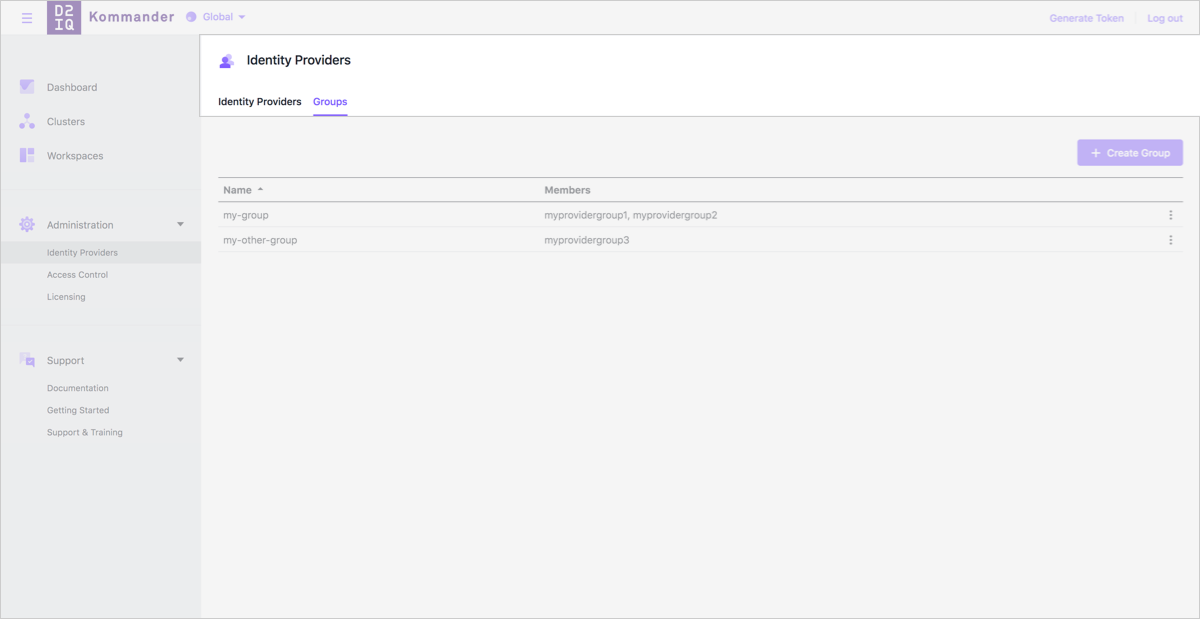 D2
IQ
Kommander
Global
Generate Token
Log out
Identity Providers
Identity Providers
Groups
Dashboard
Clusters
Workspaces
Administration
Identity Providers
Access Control
Licensing
Support
Documentation
Getting Started
Support & Training
+ Create Group
Name Members
my-group myprovidergroup1, myprovidergroup2
my-other-group myprovidergroup3